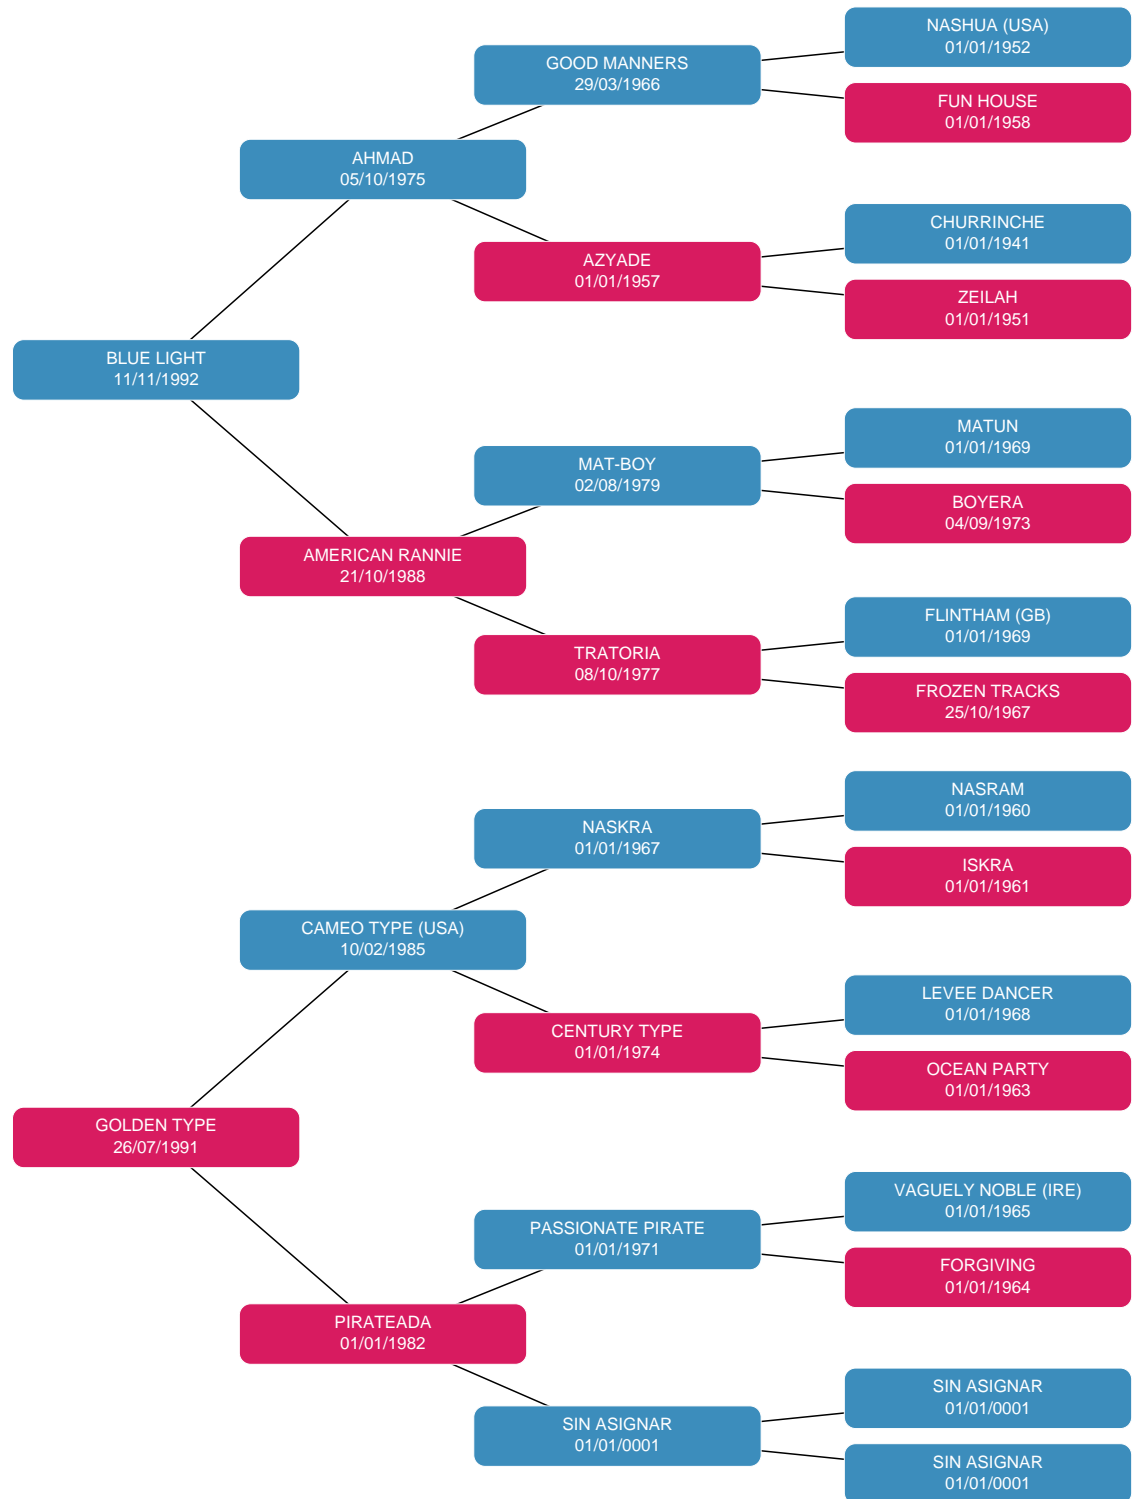 NASHUA (USA)
01/01/1952
GOOD MANNERS
29/03/1966
FUN HOUSE
01/01/1958
AHMAD
05/10/1975
CHURRINCHE
01/01/1941
AZYADE
01/01/1957
ZEILAH
01/01/1951
BLUE LIGHT
11/11/1992
MATUN
01/01/1969
MAT-BOY
02/08/1979
BOYERA
04/09/1973
AMERICAN RANNIE
21/10/1988
FLINTHAM (GB)
01/01/1969
TRATORIA
08/10/1977
FROZEN TRACKS
25/10/1967
NASRAM
01/01/1960
NASKRA
01/01/1967
ISKRA
01/01/1961
CAMEO TYPE (USA)
10/02/1985
LEVEE DANCER
01/01/1968
CENTURY TYPE
01/01/1974
OCEAN PARTY
01/01/1963
GOLDEN TYPE
26/07/1991
VAGUELY NOBLE (IRE)
01/01/1965
PASSIONATE PIRATE
01/01/1971
FORGIVING
01/01/1964
PIRATEADA
01/01/1982
SIN ASIGNAR
01/01/0001
SIN ASIGNAR
01/01/0001
SIN ASIGNAR
01/01/0001